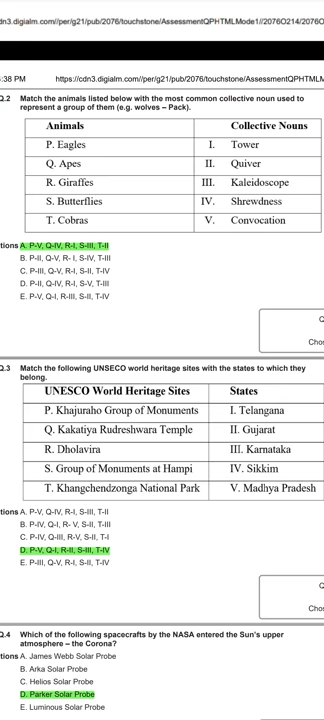 dn3.digialm.com//per/g21/pub/2076/touchstone/AssessmentQPHTMLMode1//2076O214/2076O
:38 PM https://cdn3.digialm.com//per/g21/pub/2076/touchstone/AssessmentQPHTMLM
Q.2 Match the animals listed below with the most common collective noun used to
represent a group of them (e.g. wolves – Pack).
Animals Collective Nouns
P. Eagles I. Tower
Q. Apes II. Quiver
R. Giraffes III. Kaleidoscope
S. Butterflies IV. Shrewdness
T. Cobras V. Convocation
tions A. P-V, Q-IV, R-I, S-III, T-II
B. P-II, Q-V, R- I, S-IV, T-III
C. P-III, Q-V, R-I, S-II, T-IV
D. P-II, Q-IV, R-I, S-V, T-III
E. P-V, Q-I, R-III, S-II, T-IV
Q
Chos
Q.3 Match the following UNSECO world heritage sites with the states to which they
belong.
UNESCO World Heritage Sites States
P. Khajuraho Group of Monuments I. Telangana
Q. Kakatiya Rudreshwara Temple II. Gujarat
R. Dholavira III. Karnataka
S. Group of Monuments at Hampi IV. Sikkim
T. Khangchendzonga National Park V. Madhya Pradesh
tions A. P-V, Q-IV, R-I, S-III, T-II
B. P-IV, Q-I, R- V, S-II, T-III
C. P-IV, Q-III, R-V, S-II, T-I
D. P-V, Q-I, R-II, S-III, T-IV
E. P-III, Q-V, R-I, S-II, T-IV
Q
Chos
Q.4 Which of the following spacecrafts by the NASA entered the Sun's upper
atmosphere – the Corona?
tions A. James Webb Solar Probe
B. Arka Solar Probe
C. Helios Solar Probe
D. Parker Solar Probe
E. Luminous Solar Probe